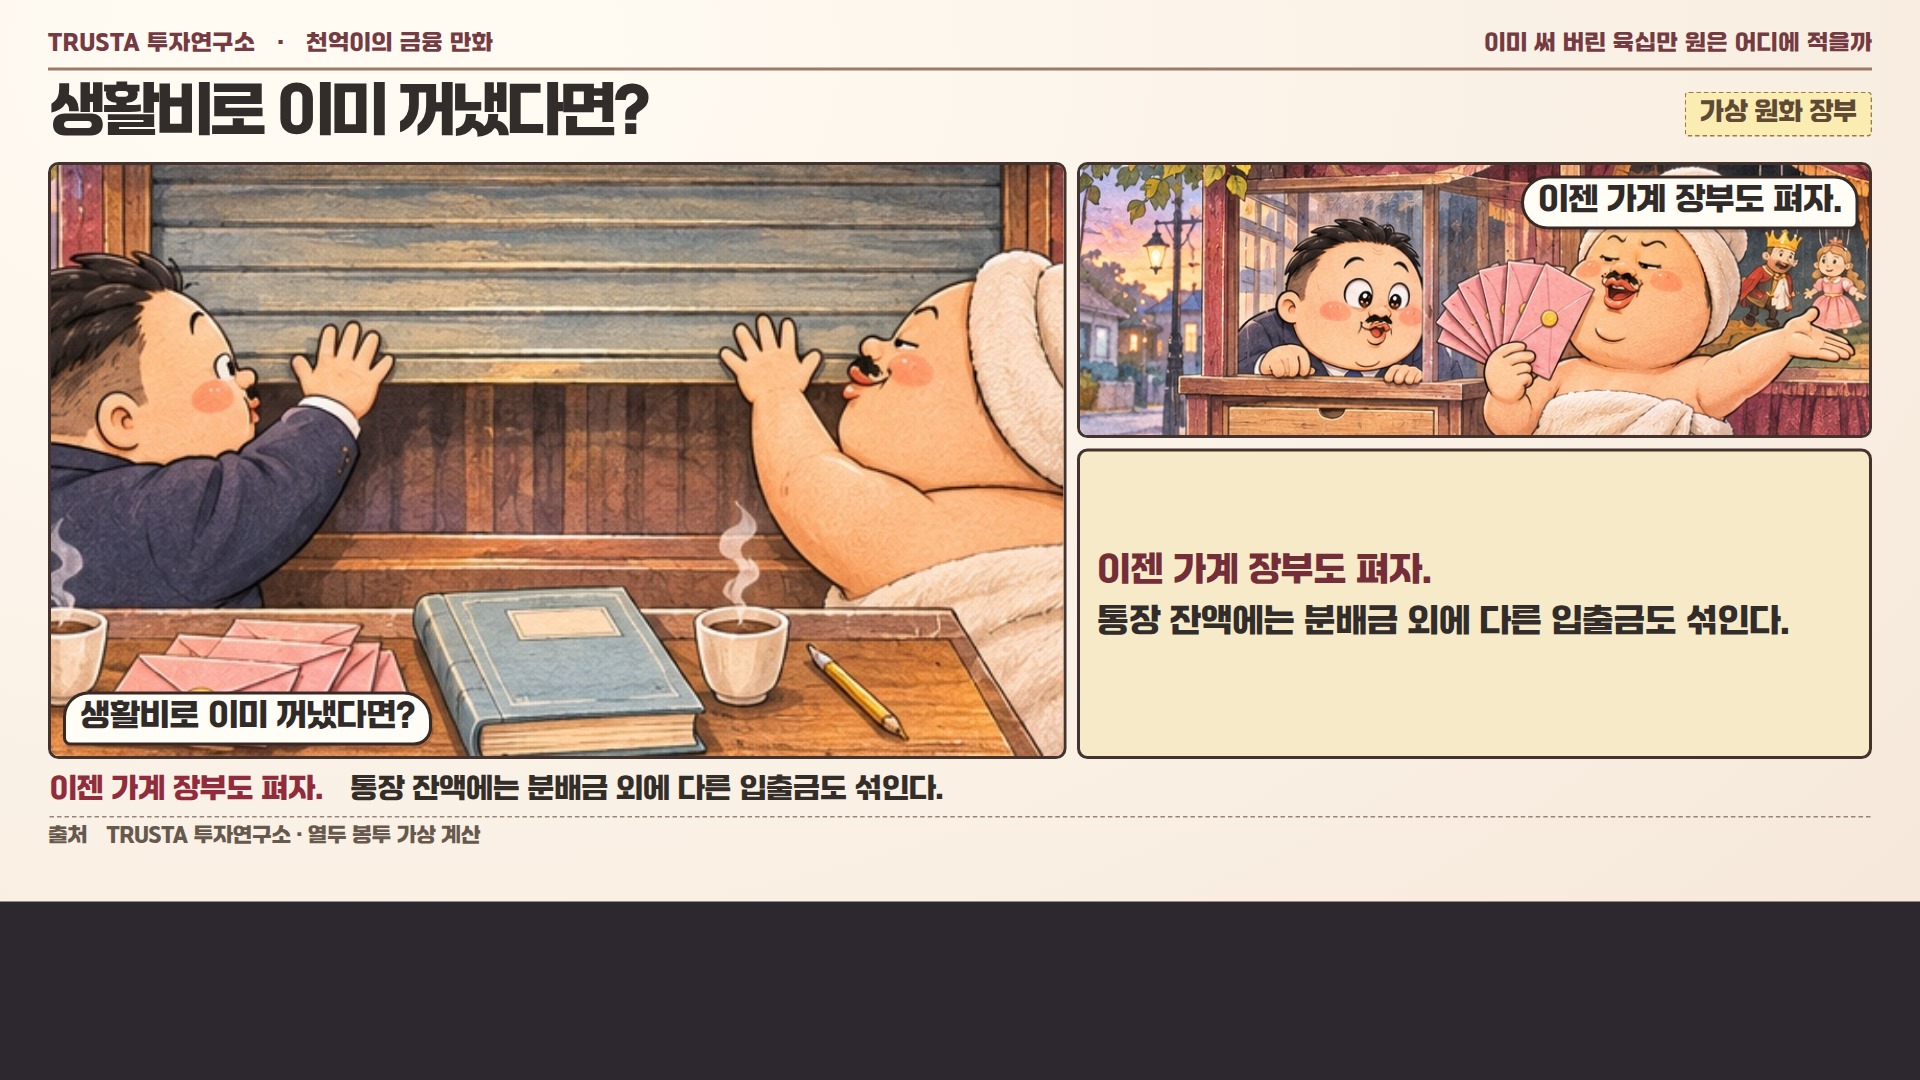 TRUSTA 투자연구소 · 천억이의 금융 만화
이미 써 버린 육십만 원은 어디에 적을까
생활비로 이미 꺼냈다면?
가상 원화 장부
이젠 가계 장부도 펴자.
생활비로 이미 꺼냈다면?
이젠 가계 장부도 펴자.
통장 잔액에는 분배금 외에 다른 입출금도 섞인다.
이젠 가계 장부도 펴자. 통장 잔액에는 분배금 외에 다른 입출금도 섞인다.
출처 TRUSTA 투자연구소 · 열두 봉투 가상 계산